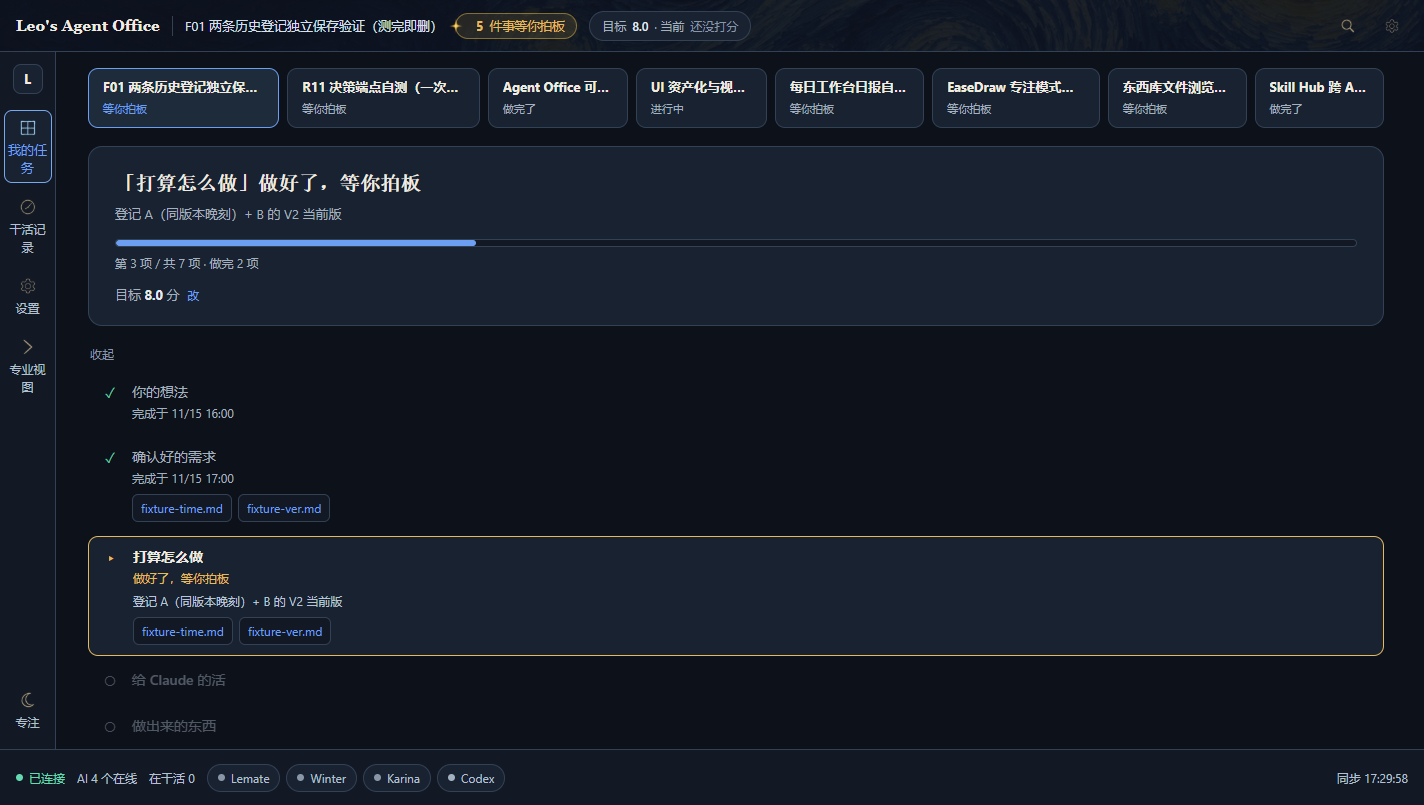 Leo's Agent Office
F01 两条历史登记独立保存验证（测完即删）
5 件事等你拍板
目标 8.0 · 当前 还没打分
L
我的任务
干活记录
设置
专业视图
专注
F01 两条历史登记独立保...
等你拍板
R11 决策端点自测（一次...
等你拍板
Agent Office 可...
做完了
UI 资产化与视...
进行中
每日工作台日报自...
等你拍板
EaseDraw 专注模式...
等你拍板
东西库文件浏览...
等你拍板
Skill Hub 跨 A...
做完了
「打算怎么做」做好了，等你拍板
登记 A（同版本晚刻）+ B 的 V2 当前版
第 3 项 / 共 7 项 · 做完 2 项
目标 8.0 分 改
收起
你的想法
完成于 11/15 16:00
确认好的需求
完成于 11/15 17:00
fixture-time.md
fixture-ver.md
打算怎么做
做好了，等你拍板
登记 A（同版本晚刻）+ B 的 V2 当前版
fixture-time.md
fixture-ver.md
给 Claude 的活
做出来的东西
已连接 AI 4 个在线 在干活 0
Lemate
Winter
Karina
Codex
同步 17:29:58